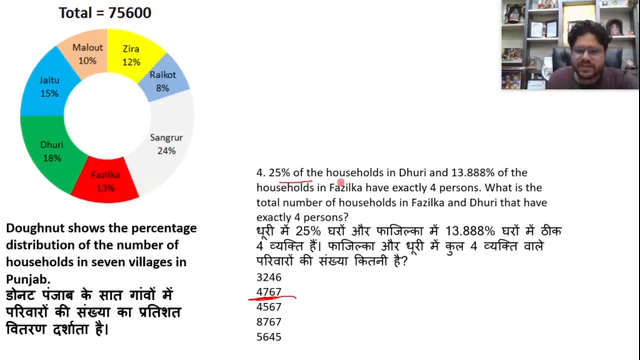 Total = 75600
Malout
10%
Zira
12%
Raikot
8%
Jaitu
15%
Sangrur
24%
Dhuri
18%
Fazilka
13%
Doughnut shows the percentage
distribution of the number of
households in seven villages in
Punjab.
डोनट पंजाब के सात गांवों में
परिवारों की संख्या का प्रतिशत
वितरण दर्शाता है।
4. 25% of the households in Dhuri and 13.888% of the
households in Fazilka have exactly 4 persons. What is the
total number of households in Fazilka and Dhuri that have
exactly 4 persons?
धूरी में 25% घरों और फाजिल्का में 13.888% घरों में ठीक
4 व्यक्ति हैं। फाजिल्का और धूरी में कुल 4 व्यक्ति वाले
परिवारों की संख्या कितनी है?
3246
4767
4567
8767
5645